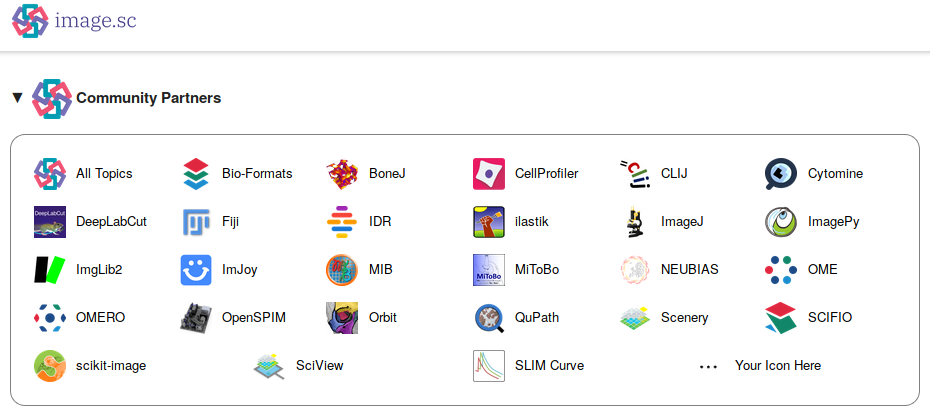 image.sc
▼ Community Partners
All Topics Bio-Formats BoneJ CellProfiler CLIJ Cytomine
DeepLabCut DeepLabCut Fiji IDR ilastik ImageJ ImagePy
ImgLib2 ImJoy MIB MiToBo MiToBo NEUBIAS OME
OMERO OpenSPIM Orbit QuPath Scenery SCIFIO
scikit-image SciView SLIM Curve ... Your Icon Here